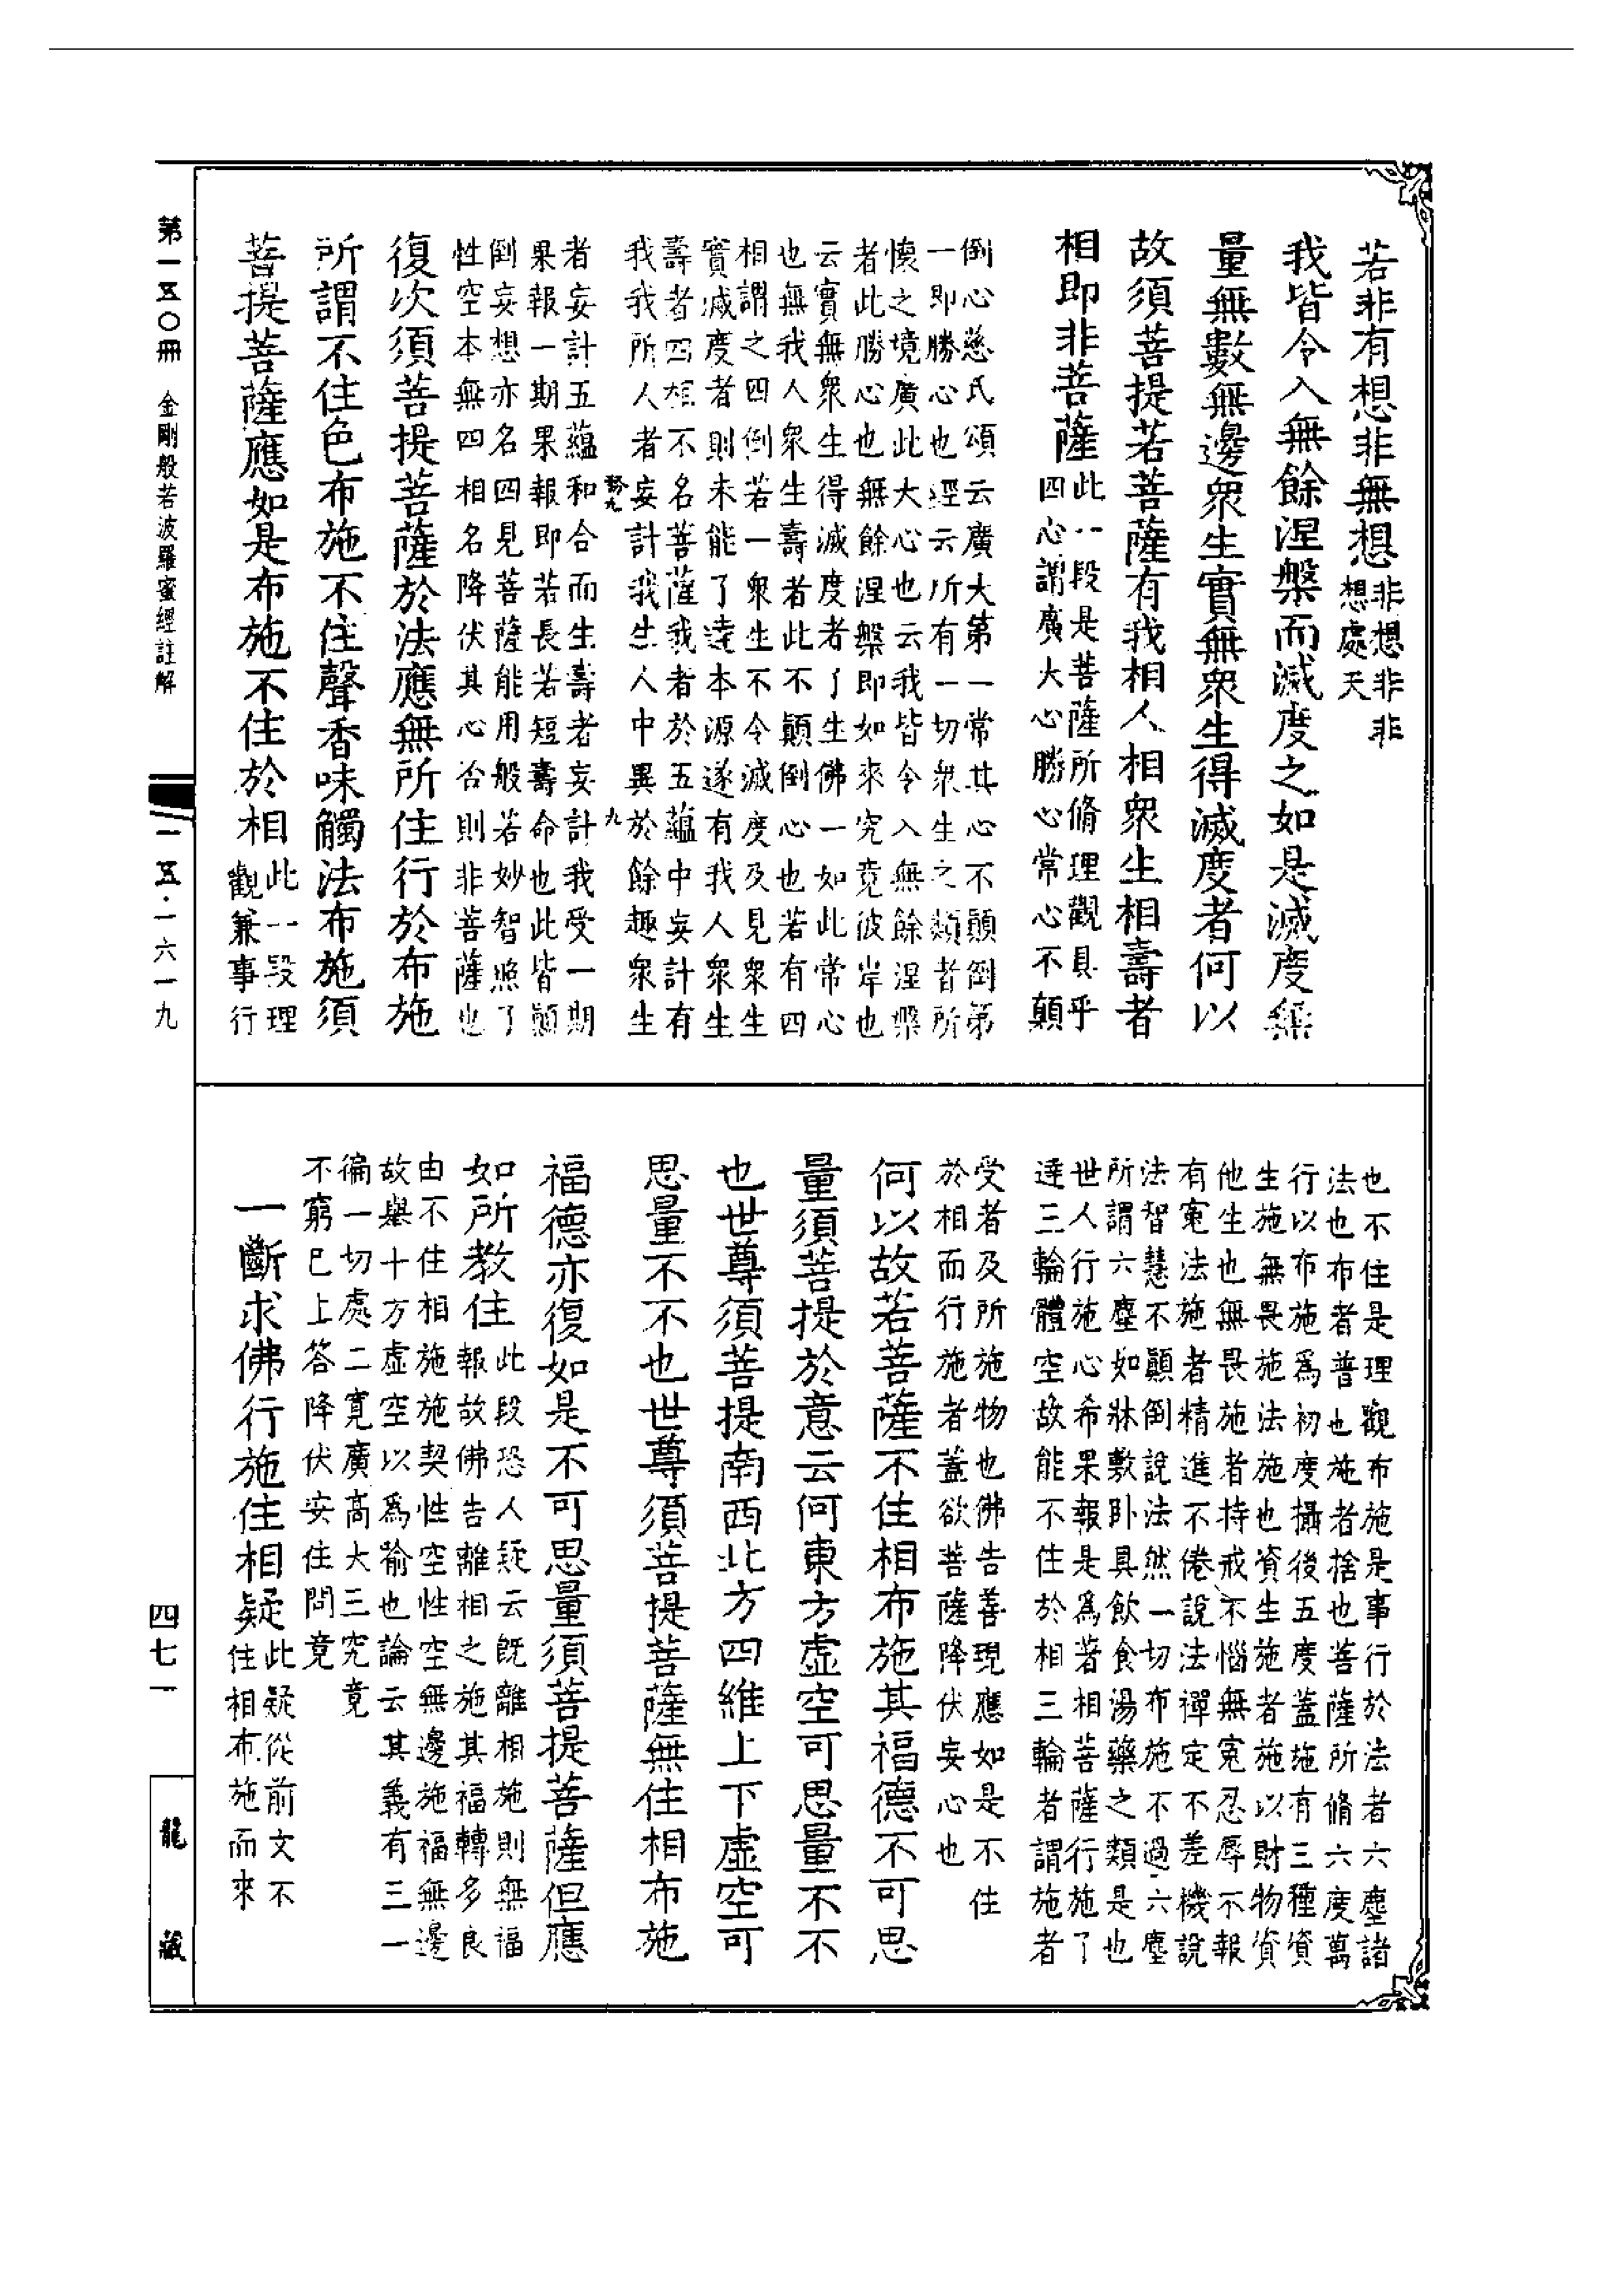 若非有想非無想
非想非非
想處天
我皆令入無餘涅槃而滅度之如是滅度無
量無數無邊眾生實無眾生得滅度者何以
故須菩提若菩薩有我相人相眾生相壽者
相即非菩薩
此一段是菩薩所脩理觀具乎
四心謂廣大心勝心常心不顛
倒心慈氏頌云廣大第一常其心不顛倒第
一即勝心也經云所有一切眾生之類者所
懷之境廣此大心也云我皆令入無餘涅槃
者此勝心也無餘涅槃即如來究竟彼岸也
云實無眾生得滅度者了生佛一如此常心
也無我人眾生壽者此不顛倒心也若有四
相謂之四倒若一眾生不令滅度及見眾生
實滅度者則未能了達本源遂有我人眾生
壽者四相不名菩薩我者於五蘊中妄計有
我我所人者妄計我生人中異於餘趣眾生
九
者妄計五蘊和合而生壽者妄計我受一期
果報一期果報即若長若短壽命也此皆顛
倒妄想亦名四見菩薩能用般若妙智照了
性空本無四相名降伏其心否則非菩薩也
復次須菩提菩薩於法應無所住行於布施
所謂不住色布施不住聲香味觸法布施須
菩提菩薩應如是布施不住於相
此一段理
觀兼事行
也不住是理觀布施是事行於法者六塵諸
法也布者普也施者捨也菩薩所脩六度萬
行以布施為初度攝後五度蓋施有三種資
生施無畏施法施也資生施者施以財物資
他生也無畏施者持戒不惱無冤忍辱不報
有冤法施者精進不倦說法禪定不差機說
法智慧不顛倒說法然一切布施不過六塵
所謂六塵如牀敷臥具飲食湯藥之類是也
世人行施心希果報是為著相菩薩行施了
達三輪體空故能不住於相三輪者謂施者
受者及所施物也佛告善現應如是不住
於相而行施者蓋欲菩薩降伏妄心也
何以故若菩薩不住相布施其福德不可思
量須菩提於意云何東方虛空可思量不不
也世尊須菩提南西北方四維上下虛空可
思量不不也世尊須菩提菩薩無住相布施
福德亦復如是不可思量須菩提菩薩但應
如所教住
此段恐人疑云既離相施則無福
報故佛告離相之施其福轉多良
由不住相施施契性空性空無邊施福無邊
故舉十方虛空以為喻也論云其義有三一
徧一切處二寬廣高大三究竟
不窮已上答降伏安住問竟
一斷求佛行施住相疑
此疑從前文不
住相布施而來
第一五〇冊
金剛般若波羅蜜經註解
一一五·一六一九
四七一
龍藏